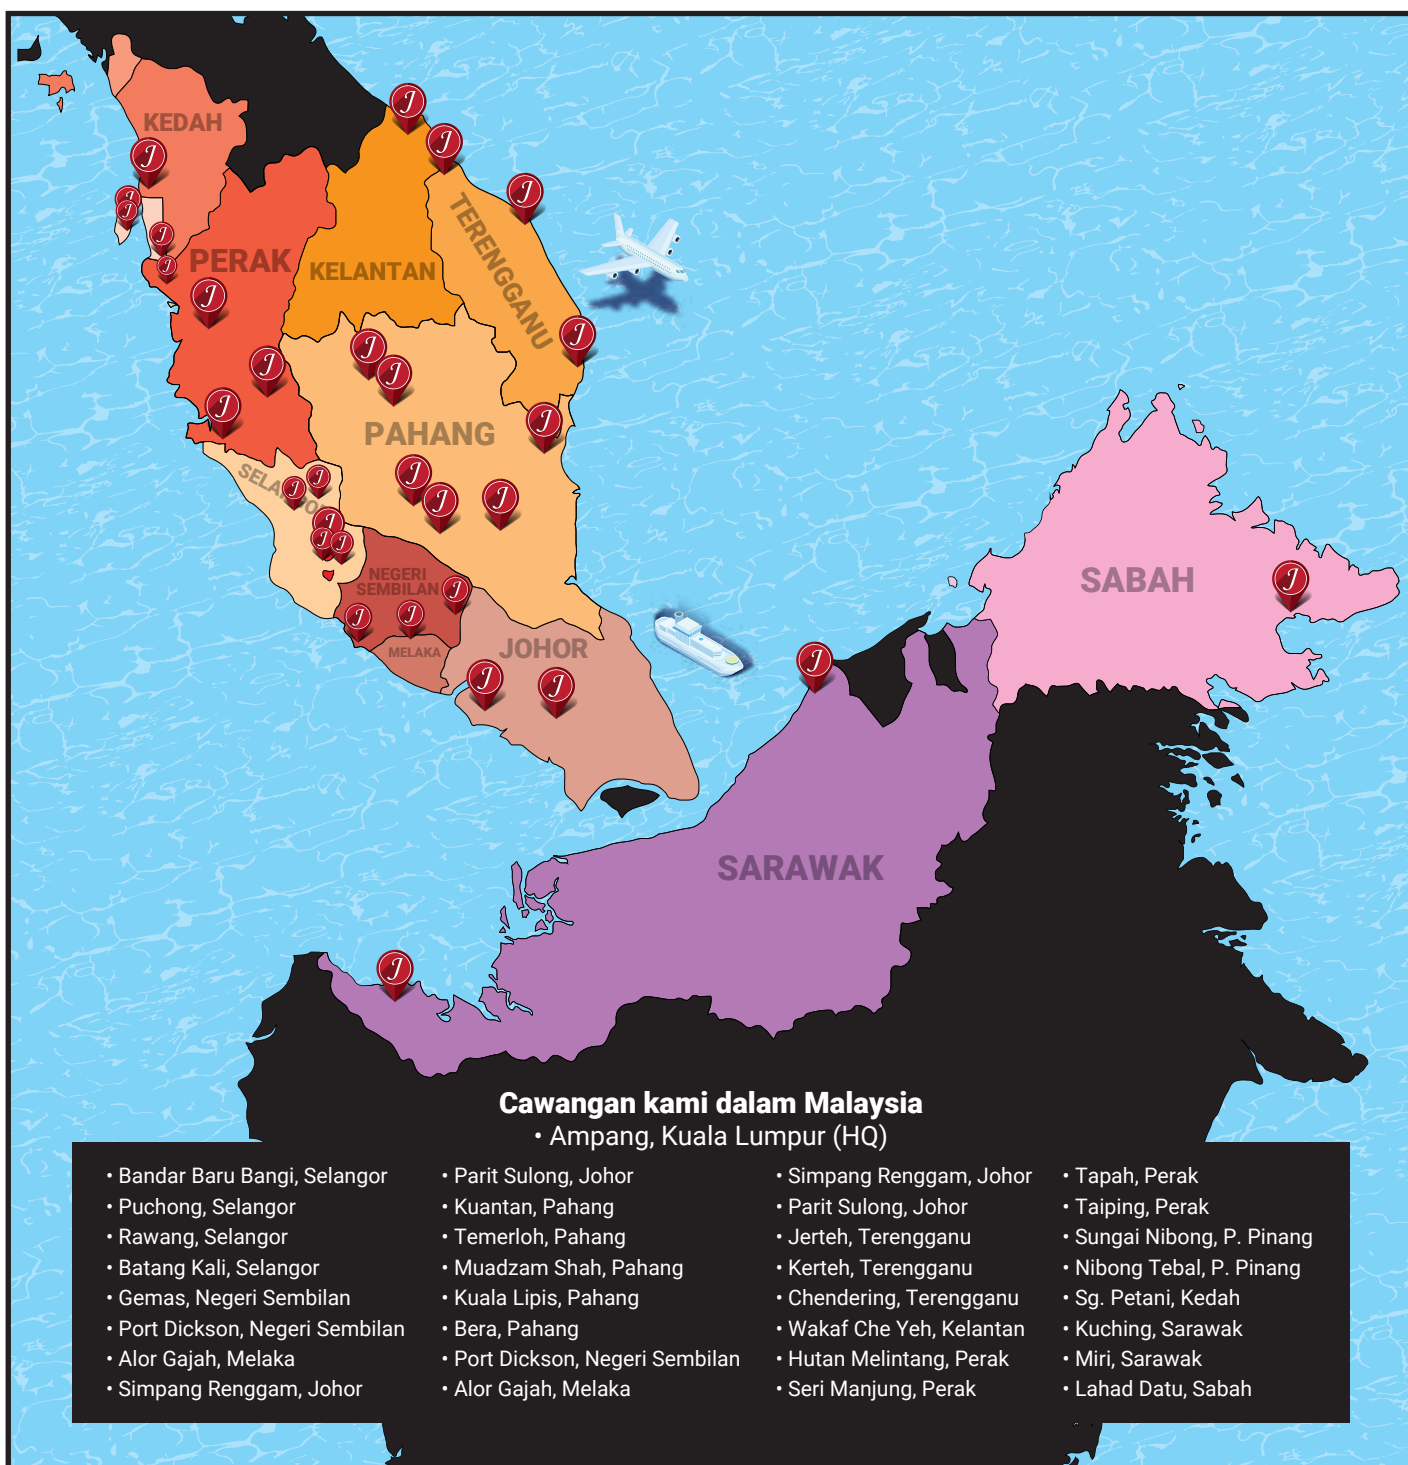 KEDAH
PERAK
KELANTAN
TERENGGANU
PAHANG
NEGERI
SEMBILAN
MELAKA
JOHOR
SABAH
SARAWAK
Cawangan kami dalam Malaysia
• Ampang, Kuala Lumpur (HQ)
• Bandar Baru Bangi, Selangor
• Puchong, Selangor
• Rawang, Selangor
• Batang Kali, Selangor
• Gemas, Negeri Sembilan
• Port Dickson, Negeri Sembilan
• Alor Gajah, Melaka
• Simpang Renggam, Johor
• Parit Sulong, Johor
• Kuantan, Pahang
• Temerloh, Pahang
• Muadzam Shah, Pahang
• Kuala Lipis, Pahang
• Bera, Pahang
• Port Dickson, Negeri Sembilan
• Alor Gajah, Melaka
• Simpang Renggam, Johor
• Parit Sulong, Johor
• Jerteh, Terengganu
• Kerteh, Terengganu
• Chendering, Terengganu
• Wakaf Che Yeh, Kelantan
• Hutan Melintang, Perak
• Seri Manjung, Perak
• Tapah, Perak
• Taiping, Perak
• Sungai Nibong, P. Pinang
• Nibong Tebal, P. Pinang
• Sg. Petani, Kedah
• Kuching, Sarawak
• Miri, Sarawak
• Lahad Datu, Sabah